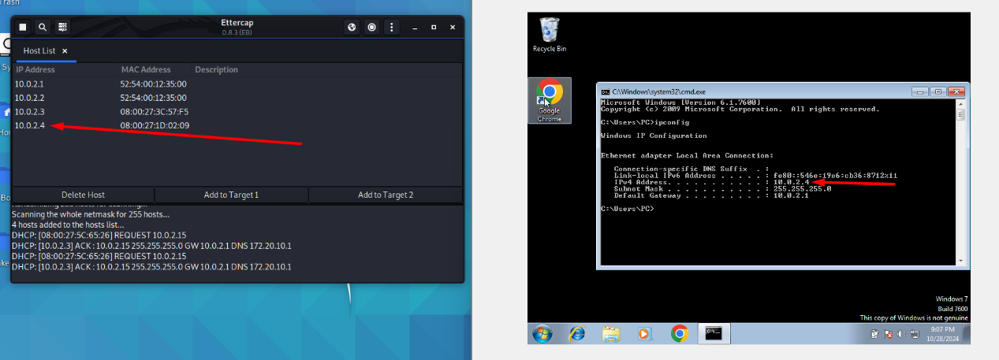 Trash
Ettercap
0.8.3 (EB)
Host List
IP Address MAC Address Description
10.0.2.1 52:54:00:12:35:00
10.0.2.2 52:54:00:12:35:00
10.0.2.3 08:00:27:3C:57:F5
10.0.2.4 08:00:27:1D:02:09
Delete Host Add to Target 1 Add to Target 2
Scanning the whole netmask for 255 hosts...
4 hosts added to the hosts list...
DHCP: [08:00:27:5C:65:26] REQUEST 10.0.2.15
DHCP: [10.0.2.3] ACK : 10.0.2.15 255.255.255.0 GW 10.0.2.1 DNS 172.20.10.1
DHCP: [08:00:27:5C:65:26] REQUEST 10.0.2.15
DHCP: [10.0.2.3] ACK : 10.0.2.15 255.255.255.0 GW 10.0.2.1 DNS 172.20.10.1
Sy
Ho
Bo
ke
Recycle Bin
Google
Chrome
C:\Windows\system32\cmd.exe
Microsoft Windows [Version 6.1.7600]
Copyright (c) 2009 Microsoft Corporation. All rights reserved.
C:\Users\PC>ipconfig
Windows IP Configuration
Ethernet adapter Local Area Connection:
Connection-specific DNS Suffix . :
Link-local IPv6 Address . . . . . : fe80::546e:19e6:cb36:8712%11
IPv4 Address. . . . . . . . . . . : 10.0.2.4
Subnet Mask . . . . . . . . . . . : 255.255.255.0
Default Gateway . . . . . . . . . : 10.0.2.1
C:\Users\PC>
Windows 7
Build 7600
This copy of Windows is not genuine
9:07 PM
10/28/2024